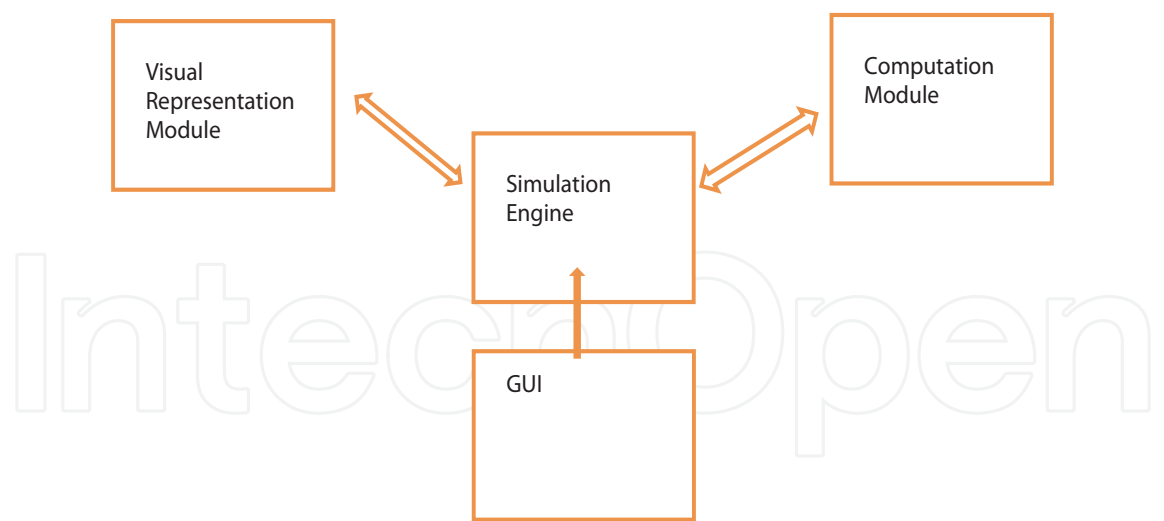 Visual
Representation
Module
Computation
Module
Simulation
Engine
GUI
IntechOpen